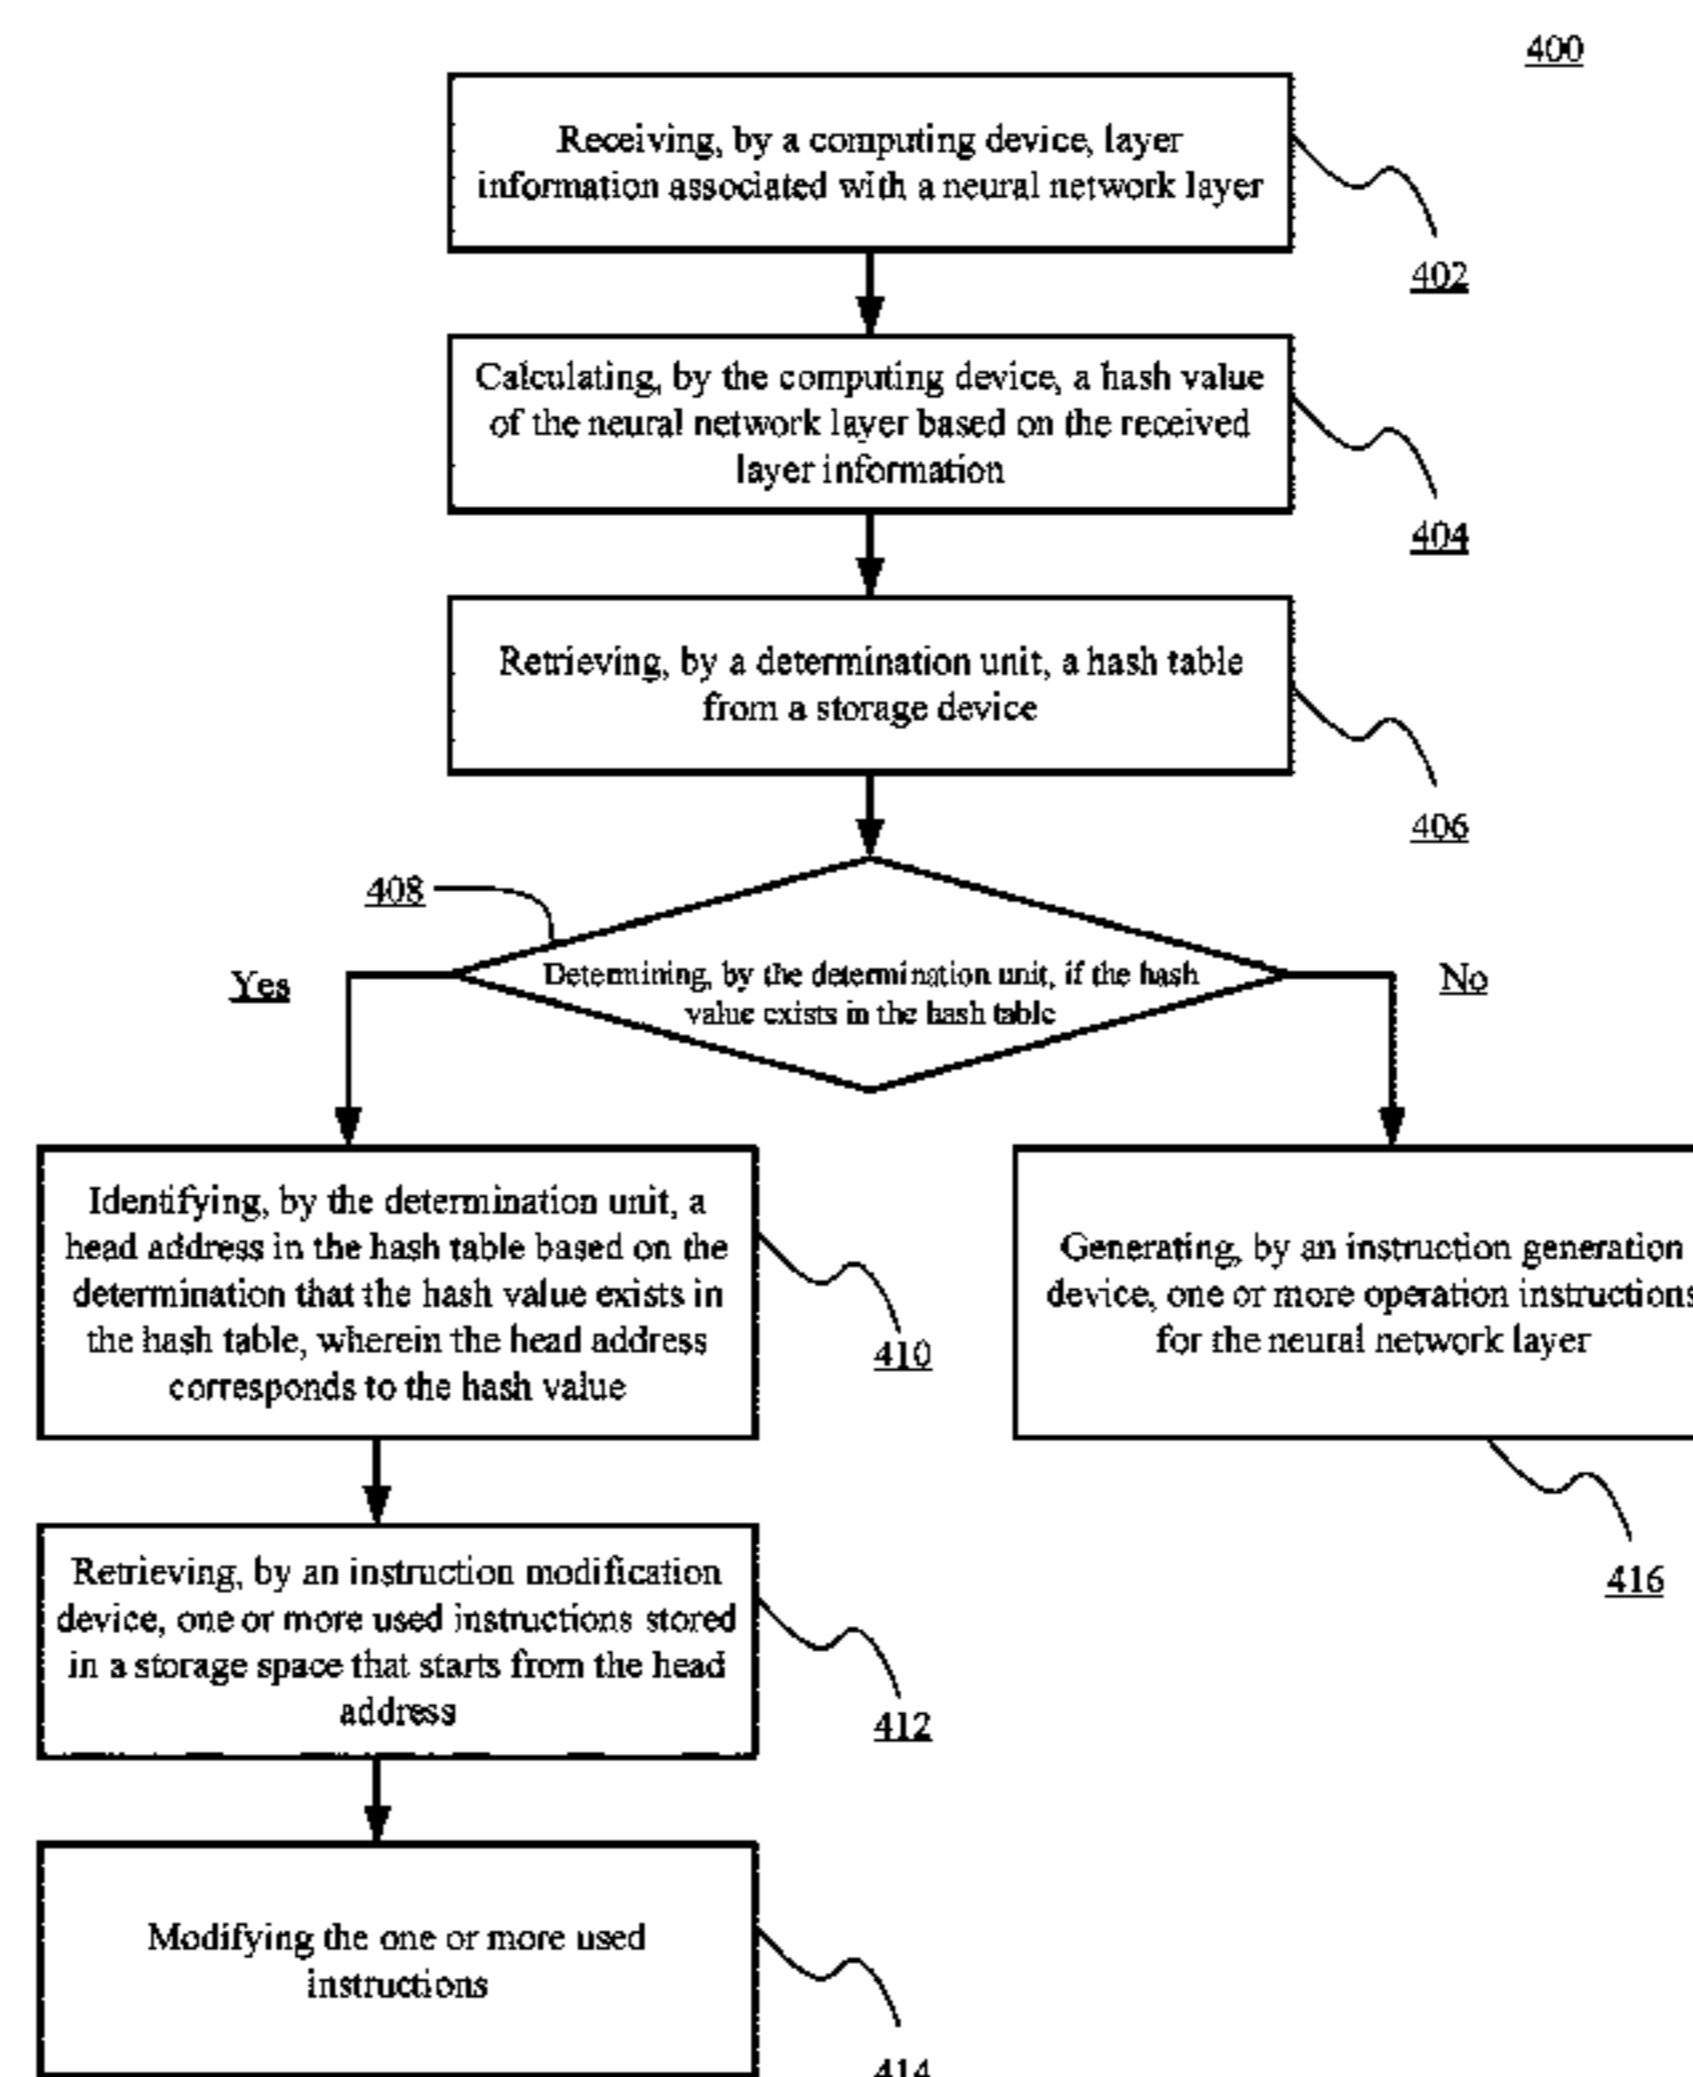 400
Receiving, by a computing device, layer
information associated with a neural network layer
402
Calculating, by the computing device, a hash value
of the neural network layer based on the received
layer information
404
Retrieving, by a determination unit, a hash table
from a storage device
406
408
Determining, by the determination unit, if the hash
value exists in the hash table
Yes
No
Identifying, by the determination unit, a
head address in the hash table based on the
determination that the hash value exists in
the hash table, wherein the head address
corresponds to the hash value
410
Generating, by an instruction generation
device, one or more operation instructions
for the neural network layer
416
Retrieving, by an instruction modification
device, one or more used instructions stored
in a storage space that starts from the head
address
412
Modifying the one or more used
instructions
414